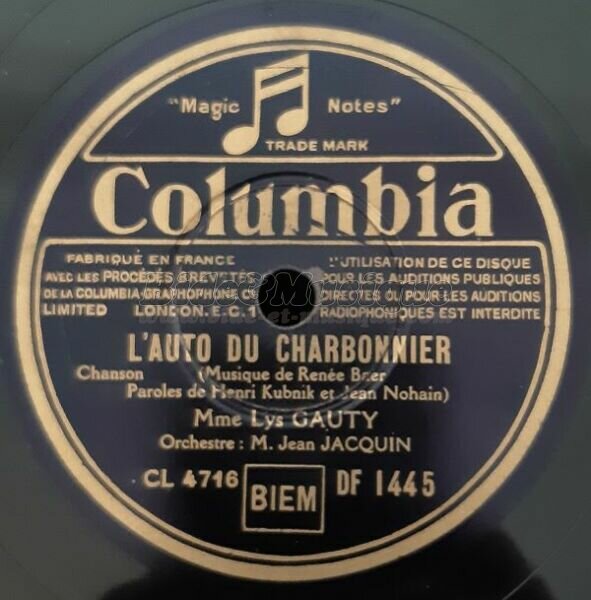 "Magic Notes"
TRADE MARK
Columbia
FABRIQUÉ EN FRANCE
AVEC LES PROCÉDÉS BREVETÉS
DE LA COLUMBIA GRAPHOPHONE Cº
LIMITED LONDON. E.C. 1
L'UTILISATION DE CE DISQUE
POUR LES AUDITIONS PUBLIQUES
DIRECTES OU POUR LES AUDITIONS
RADIOPHONIQUES EST INTERDITE
L'AUTO DU CHARBONNIER
Chanson (Musique de Renée Baer
Paroles de Henri Kubnik et Jean Nohain)
Mme Lys GAUTY
Orchestre : M. Jean JACQUIN
CL 4716 BIEM DF 1445